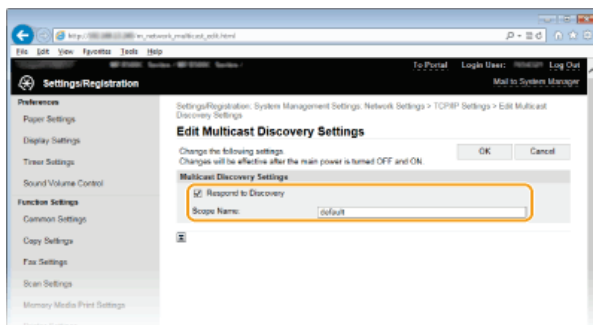 http://
/m_network_multicast_edit.html
File Edit View Favorites Tools Help
To Portal Login User: Log Out
Settings/Registration
Mail to System Manager
Preferences
Paper Settings
Display Settings
Timer Settings
Sound Volume Control
Function Settings
Common Settings
Copy Settings
Fax Settings
Scan Settings
Memory Media Print Settings
Settings/Registration: System Management Settings: Network Settings > TCP/IP Settings > Edit Multicast
Discovery Settings
Edit Multicast Discovery Settings
Change the following settings.
Changes will be effective after the main power is turned OFF and ON.
OK Cancel
Multicast Discovery Settings
Respond to Discovery
Scope Name: default